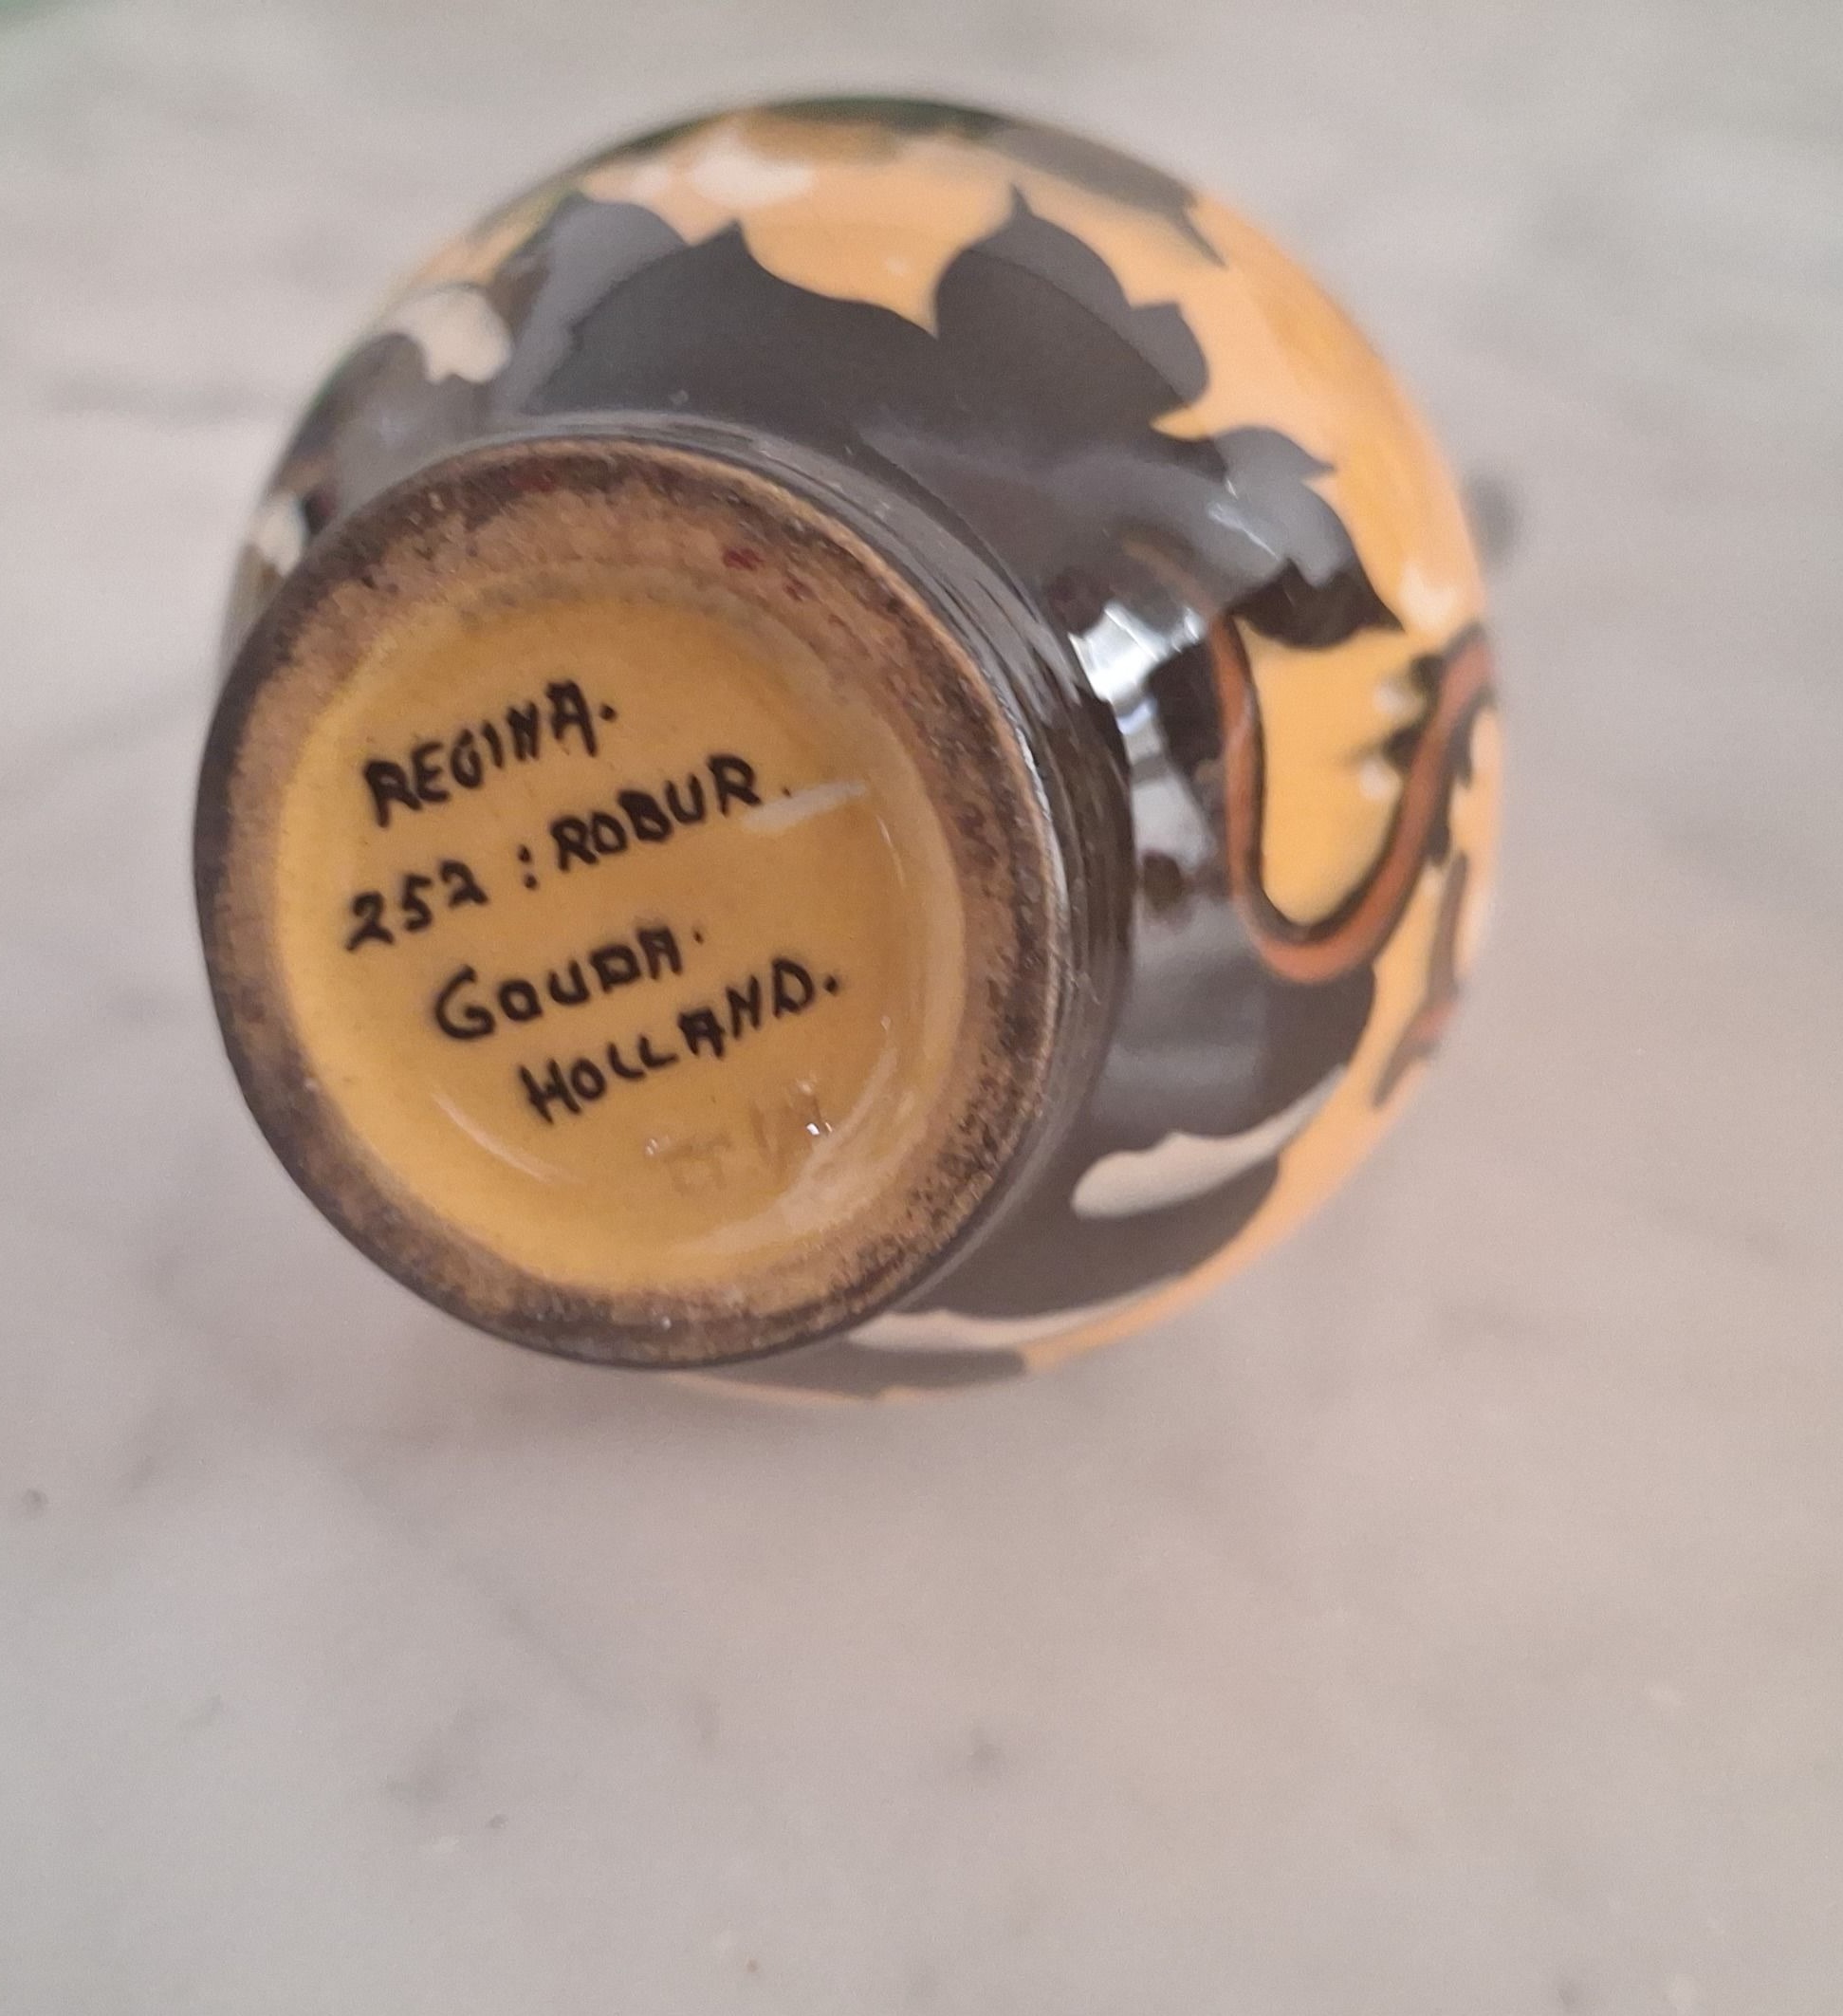 REGINA.
252 : ROBUR.
GOUDA.
HOLLAND.